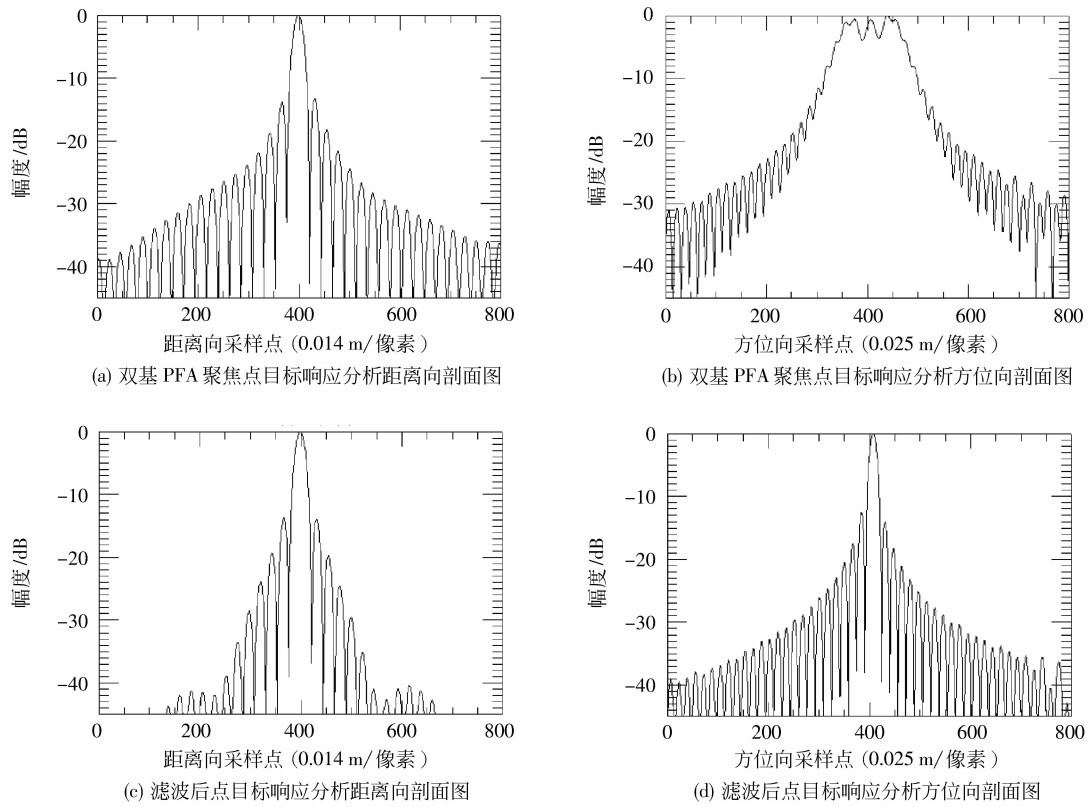 0
-10
-20
-30
-40
幅度/dB
0 200 400 600 800
距离向采样点 (0.014 m/像素)
(a) 双基 PFA 聚焦点目标响应分析距离向剖面图
0
-10
-20
-30
-40
幅度/dB
0 200 400 600 800
方位向采样点 (0.025 m/像素)
(b) 双基 PFA 聚焦点目标响应分析方位向剖面图
0
-10
-20
-30
-40
幅度/dB
0 200 400 600 800
距离向采样点 (0.014 m/像素)
(c) 滤波后点目标响应分析距离向剖面图
0
-10
-20
-30
-40
幅度/dB
0 200 400 600 800
方位向采样点 (0.025 m/像素)
(d) 滤波后点目标响应分析方位向剖面图